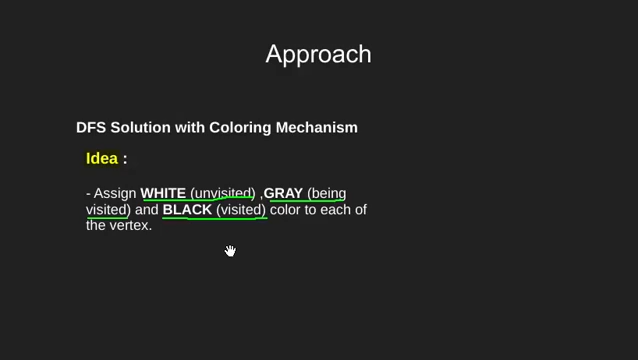 Approach
DFS Solution with Coloring Mechanism
Idea :
- Assign WHITE (unvisited) ,GRAY (being
visited) and BLACK (visited) color to each of
the vertex.